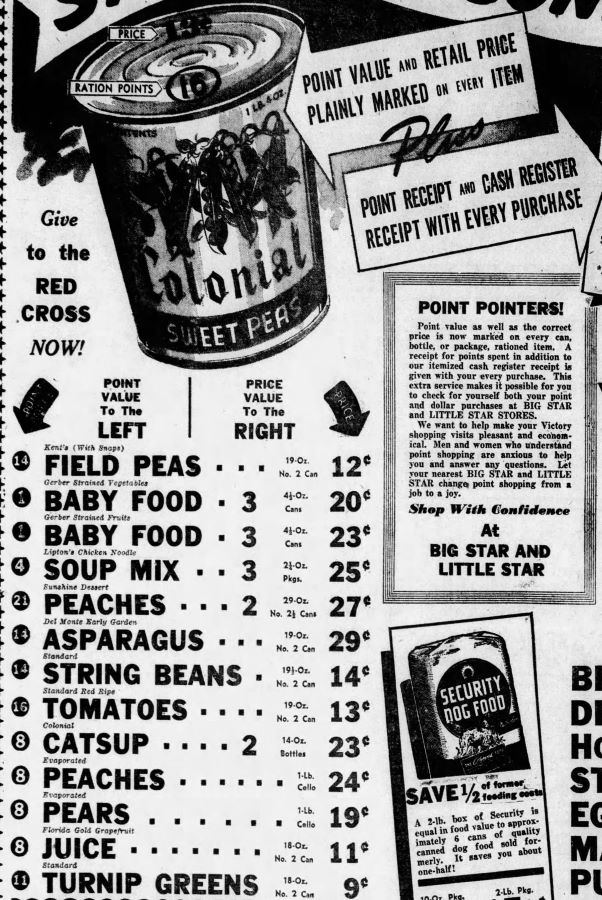 PRICE
13¢
RATION POINTS
16
CONTENTS
1 LB. 4 OZ.
Colonial
SWEET PEAS
POINT VALUE AND RETAIL PRICE
PLAINLY MARKED ON EVERY ITEM
Plus
POINT RECEIPT AND CASH REGISTER
RECEIPT WITH EVERY PURCHASE
Give
to the
RED
CROSS
NOW!
POINT
VALUE
To The
LEFT
PRICE
VALUE
To The
RIGHT
POINT
PRICE
Kent's (With Snaps)
14 FIELD PEAS . . . 19-Oz. No. 2 Can 12¢
Gerber Strained Vegetables
1 BABY FOOD . 3 4½-Oz. Cans 20¢
Gerber Strained Fruits
1 BABY FOOD . 3 4½-Oz. Cans 23¢
Lipton's Chicken Noodle
4 SOUP MIX . . 3 2½-Oz. Pkgs. 25¢
Sunshine Dessert
21 PEACHES . . . 2 29-Oz. No. 2½ Cans 27¢
Del Monte Early Garden
14 ASPARAGUS . . . 19-Oz. No. 2 Can 29¢
Standard
14 STRING BEANS . 19½-Oz. No. 2 Can 14¢
Standard Red Ripe
16 TOMATOES . . . . 19-Oz. No. 2 Can 13¢
Colonial
8 CATSUP . . . . 2 14-Oz. Bottles 23¢
Evaporated
8 PEACHES . . . . . 1-Lb. Cello 24¢
Evaporated
8 PEARS . . . . . . 1-Lb. Cello 19¢
Florida Gold Grapefruit
8 JUICE . . . . . . . 18-Oz. No. 2 Can 11¢
Standard
11 TURNIP GREENS 18-Oz. No. 2 Can 9¢
POINT POINTERS!
Point value as well as the correct
price is now marked on every can,
bottle, or package, rationed item. A
receipt for points spent in addition to
our itemized cash register receipt is
given with your every purchase. This
extra service makes it possible for you
to check for yourself both your point
and dollar purchases at BIG STAR
and LITTLE STAR STORES.
We want to help make your Victory
shopping visits pleasant and econom-
ical. Men and women who understand
point shopping are anxious to help
you and answer any questions. Let
your nearest BIG STAR and LITTLE
STAR change point shopping from a
job to a joy.
Shop With Confidence
At
BIG STAR AND
LITTLE STAR
SECURITY
DOG FOOD
SAVE 1/2 of former feeding costs
A 2-lb. box of Security is
equal in food value to approx-
imately 6 cans of quality
canned dog food sold for-
merly. It saves you about
one-half!
10-Oz. Pkg. 2-Lb. Pkg.
ST